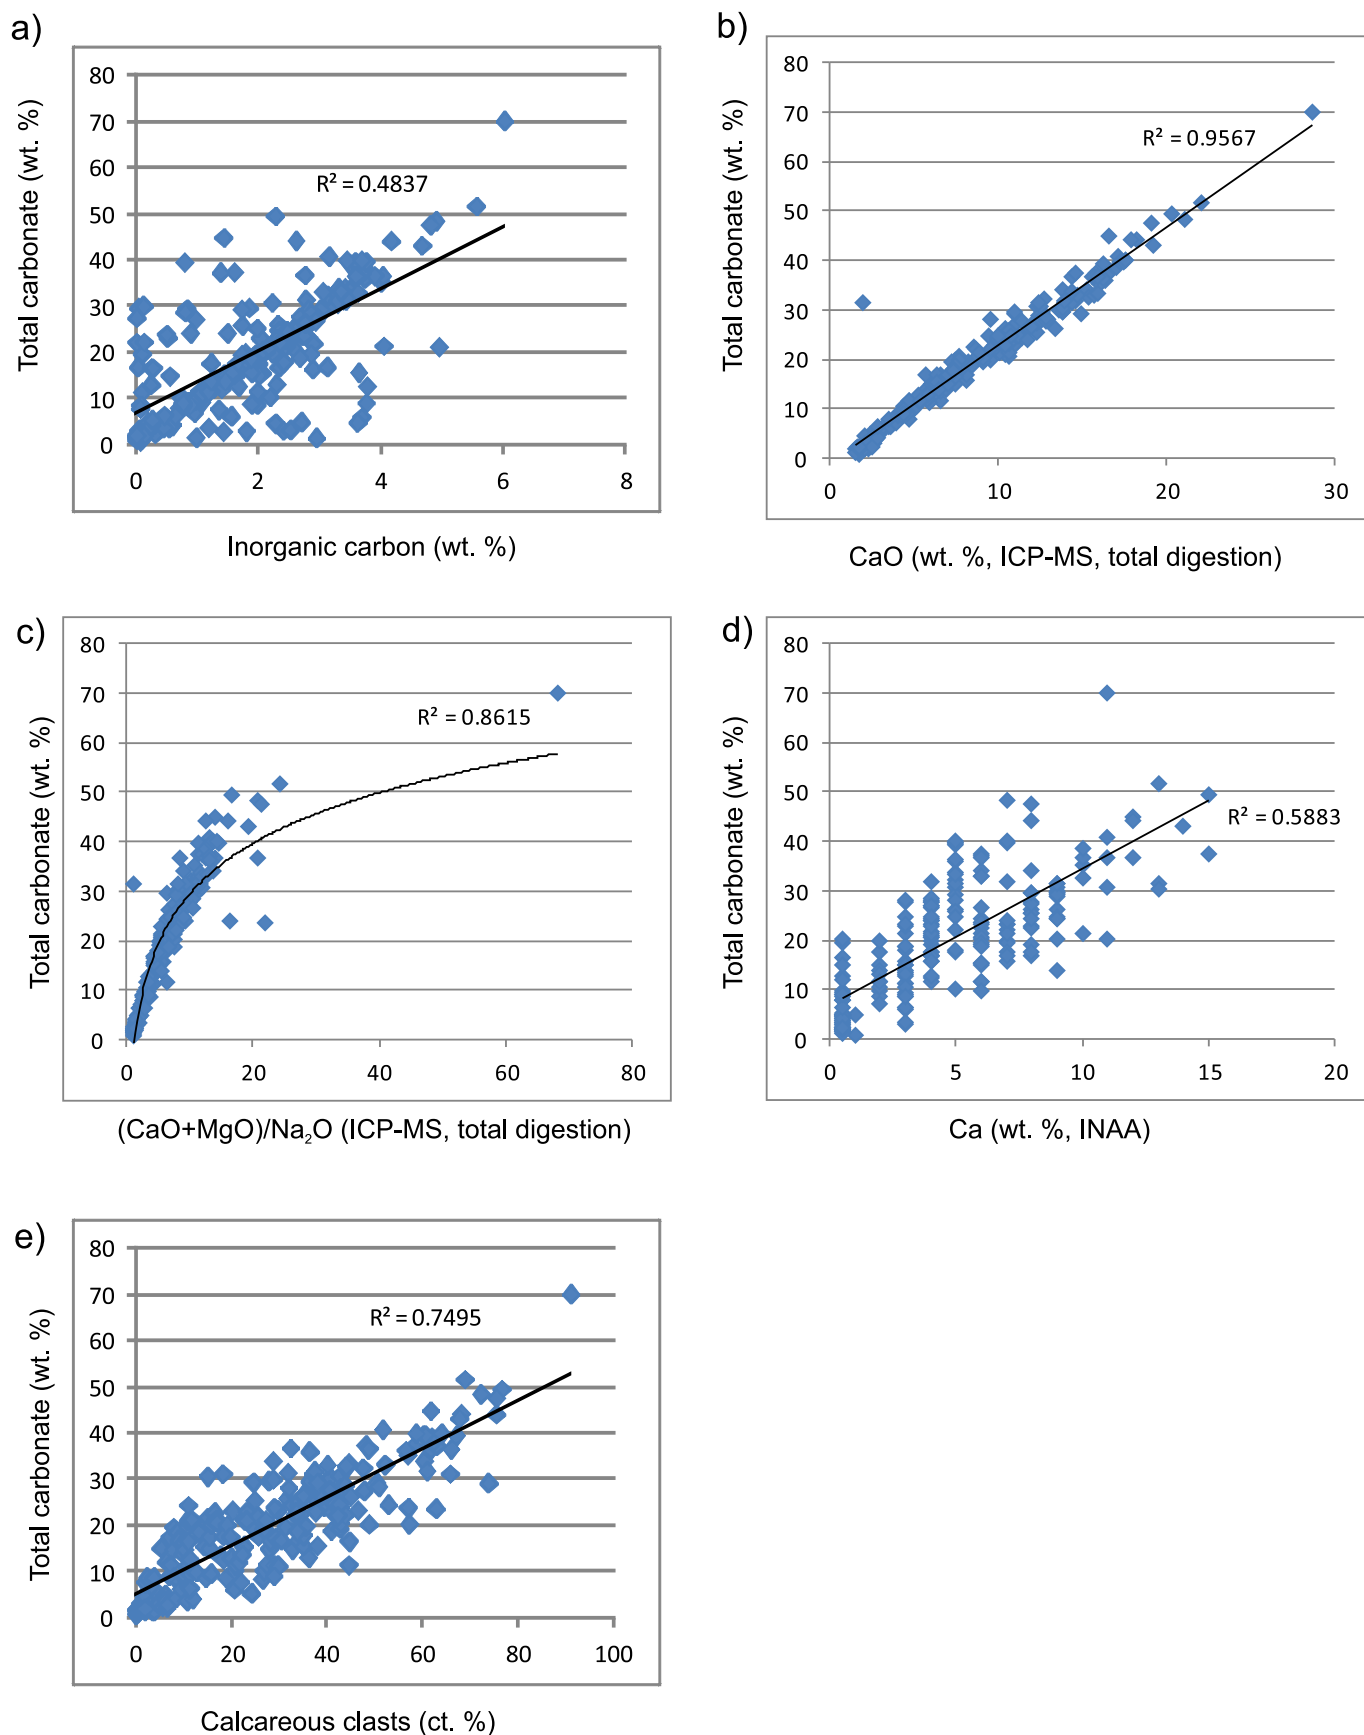 a)
Total carbonate (wt. %)
80
70
60
50
40
30
20
10
0
R² = 0.4837
0 2 4 6 8
Inorganic carbon (wt. %)
b)
Total carbonate (wt. %)
80
70
60
50
40
30
20
10
0
R² = 0.9567
0 10 20 30
CaO (wt. %, ICP-MS, total digestion)
c)
Total carbonate (wt. %)
80
70
60
50
40
30
20
10
0
R² = 0.8615
0 20 40 60 80
(CaO+MgO)/Na₂O (ICP-MS, total digestion)
d)
Total carbonate (wt. %)
80
70
60
50
40
30
20
10
0
R² = 0.5883
0 5 10 15 20
Ca (wt. %, INAA)
e)
Total carbonate (wt. %)
80
70
60
50
40
30
20
10
0
R² = 0.7495
0 20 40 60 80 100
Calcareous clasts (ct. %)